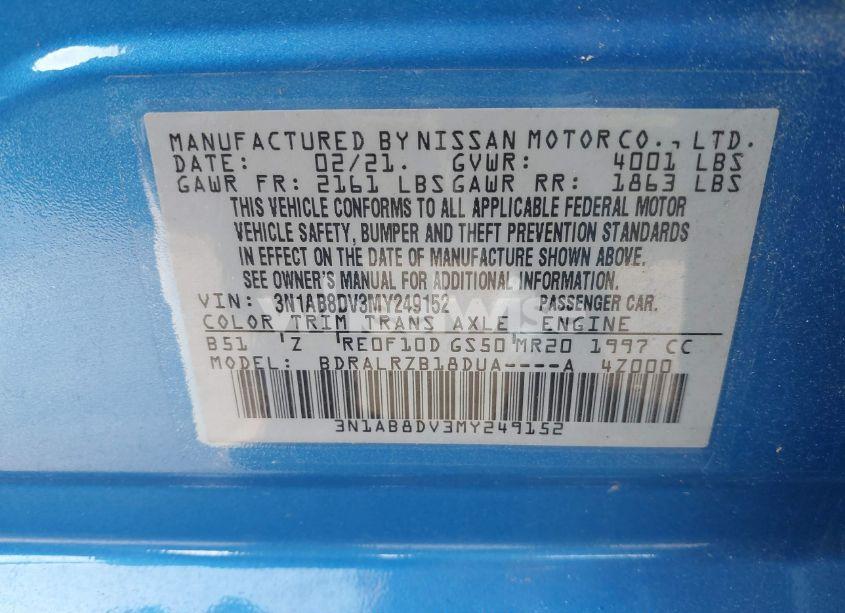 MANUFACTURED BY NISSAN MOTOR CO., LTD.
DATE: 02/21. GVWR: 4001 LBS
GAWR FR: 2161 LBS GAWR RR: 1863 LBS
THIS VEHICLE CONFORMS TO ALL APPLICABLE FEDERAL MOTOR
VEHICLE SAFETY, BUMPER AND THEFT PREVENTION STANDARDS
IN EFFECT ON THE DATE OF MANUFACTURE SHOWN ABOVE.
SEE OWNER'S MANUAL FOR ADDITIONAL INFORMATION.
VIN: 3N1AB8DV3MY249152 PASSENGER CAR.
COLOR TRIM TRANS AXLE ENGINE
B51 Z RE0F10D GS50 MR20 1997 CC
MODEL: BDRALRZB18DUA----A 4Z000
3N1AB8DV3MY249152